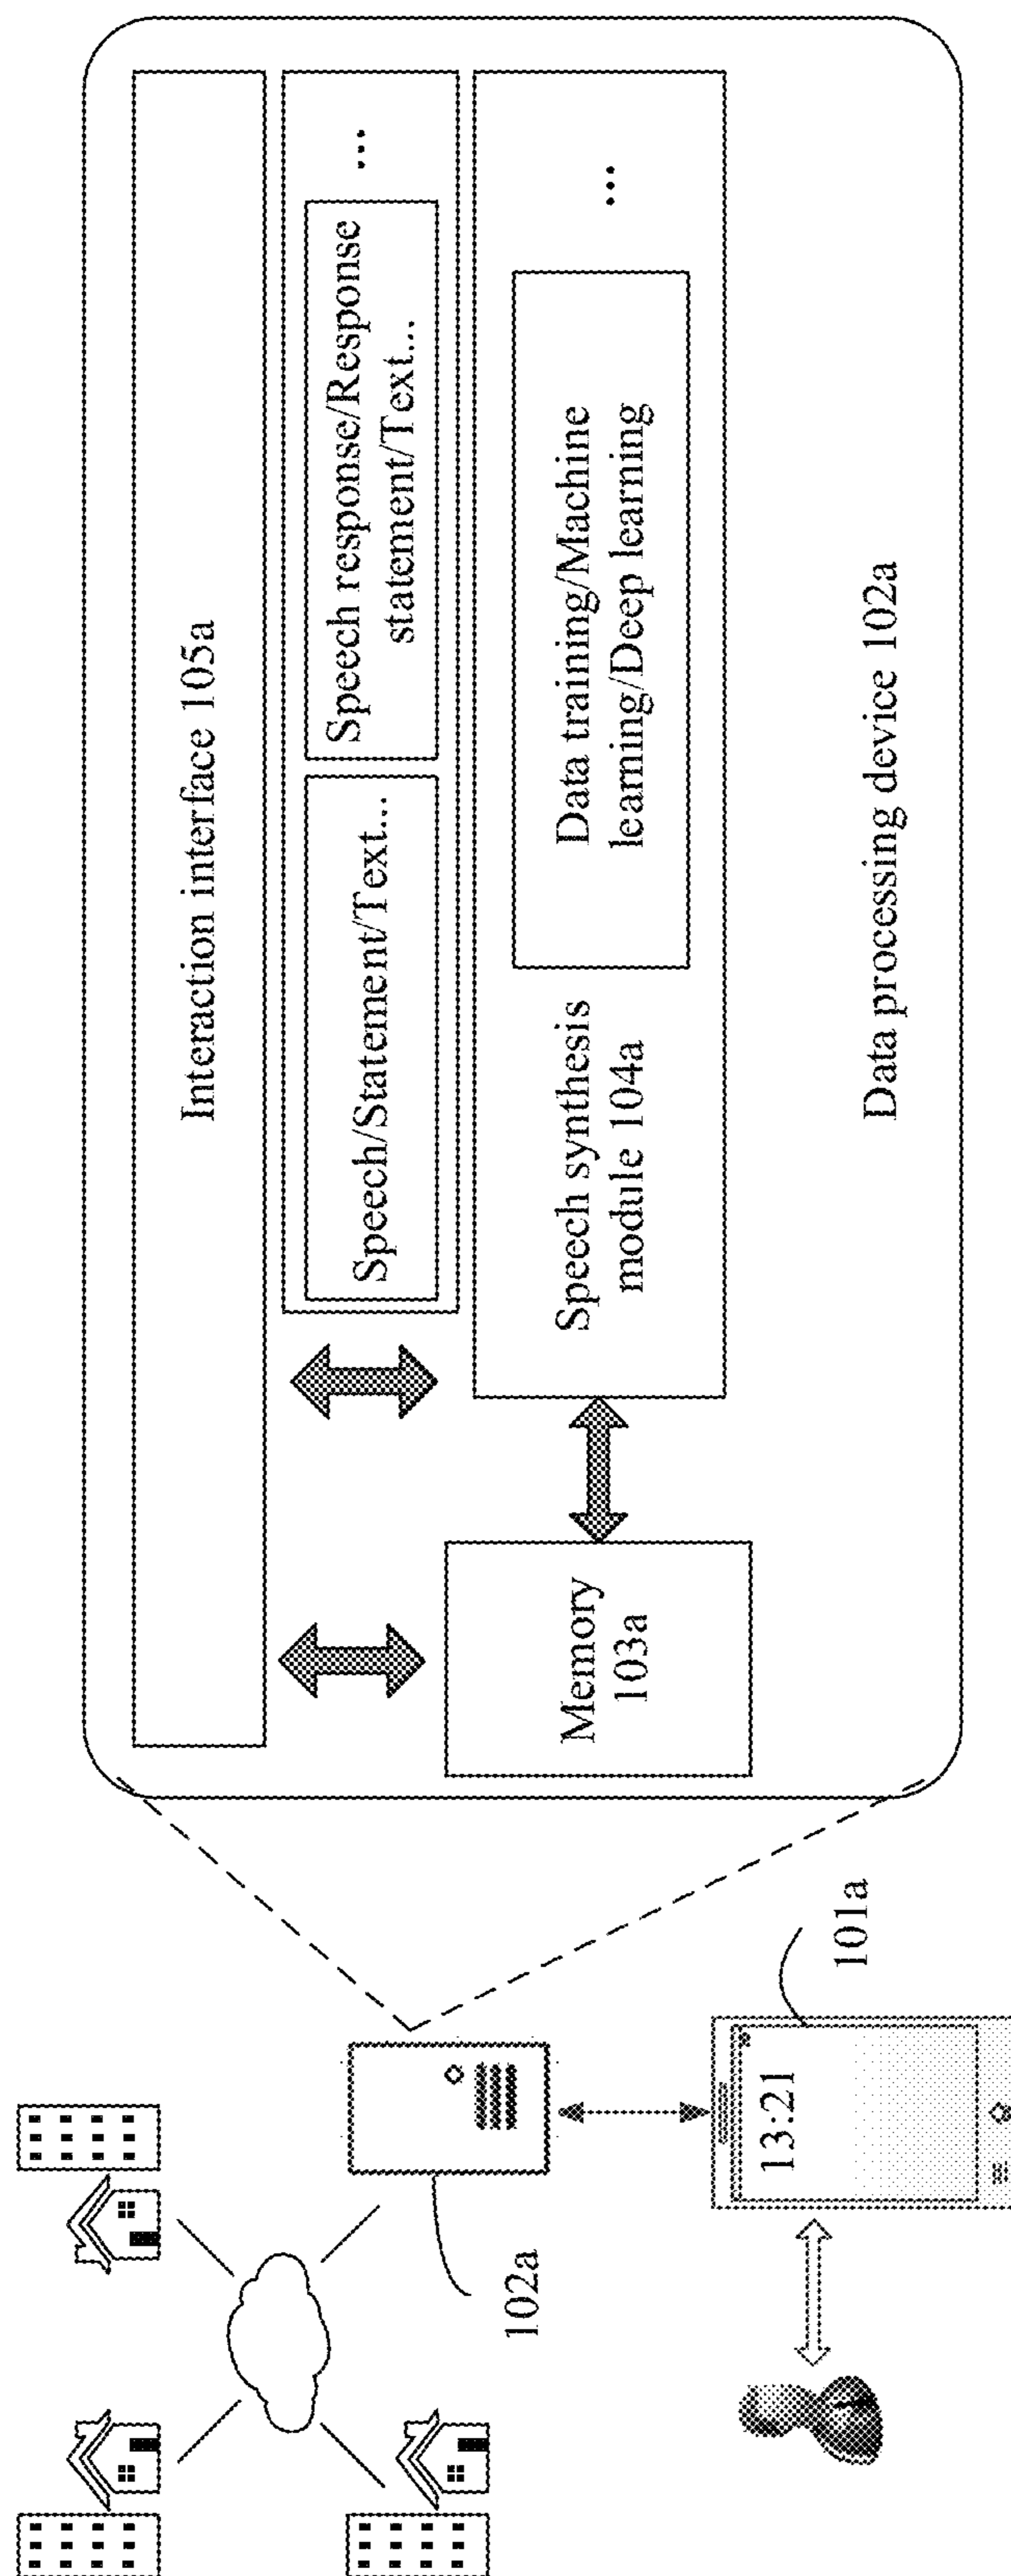 102a
13:21
101a
Interaction interface 105a
Speech/Statement/Text...
Speech response/Response
statement/Text...
...
Memory
103a
Speech synthesis
module 104a
Data training/Machine
learning/Deep learning
...
Data processing device 102a